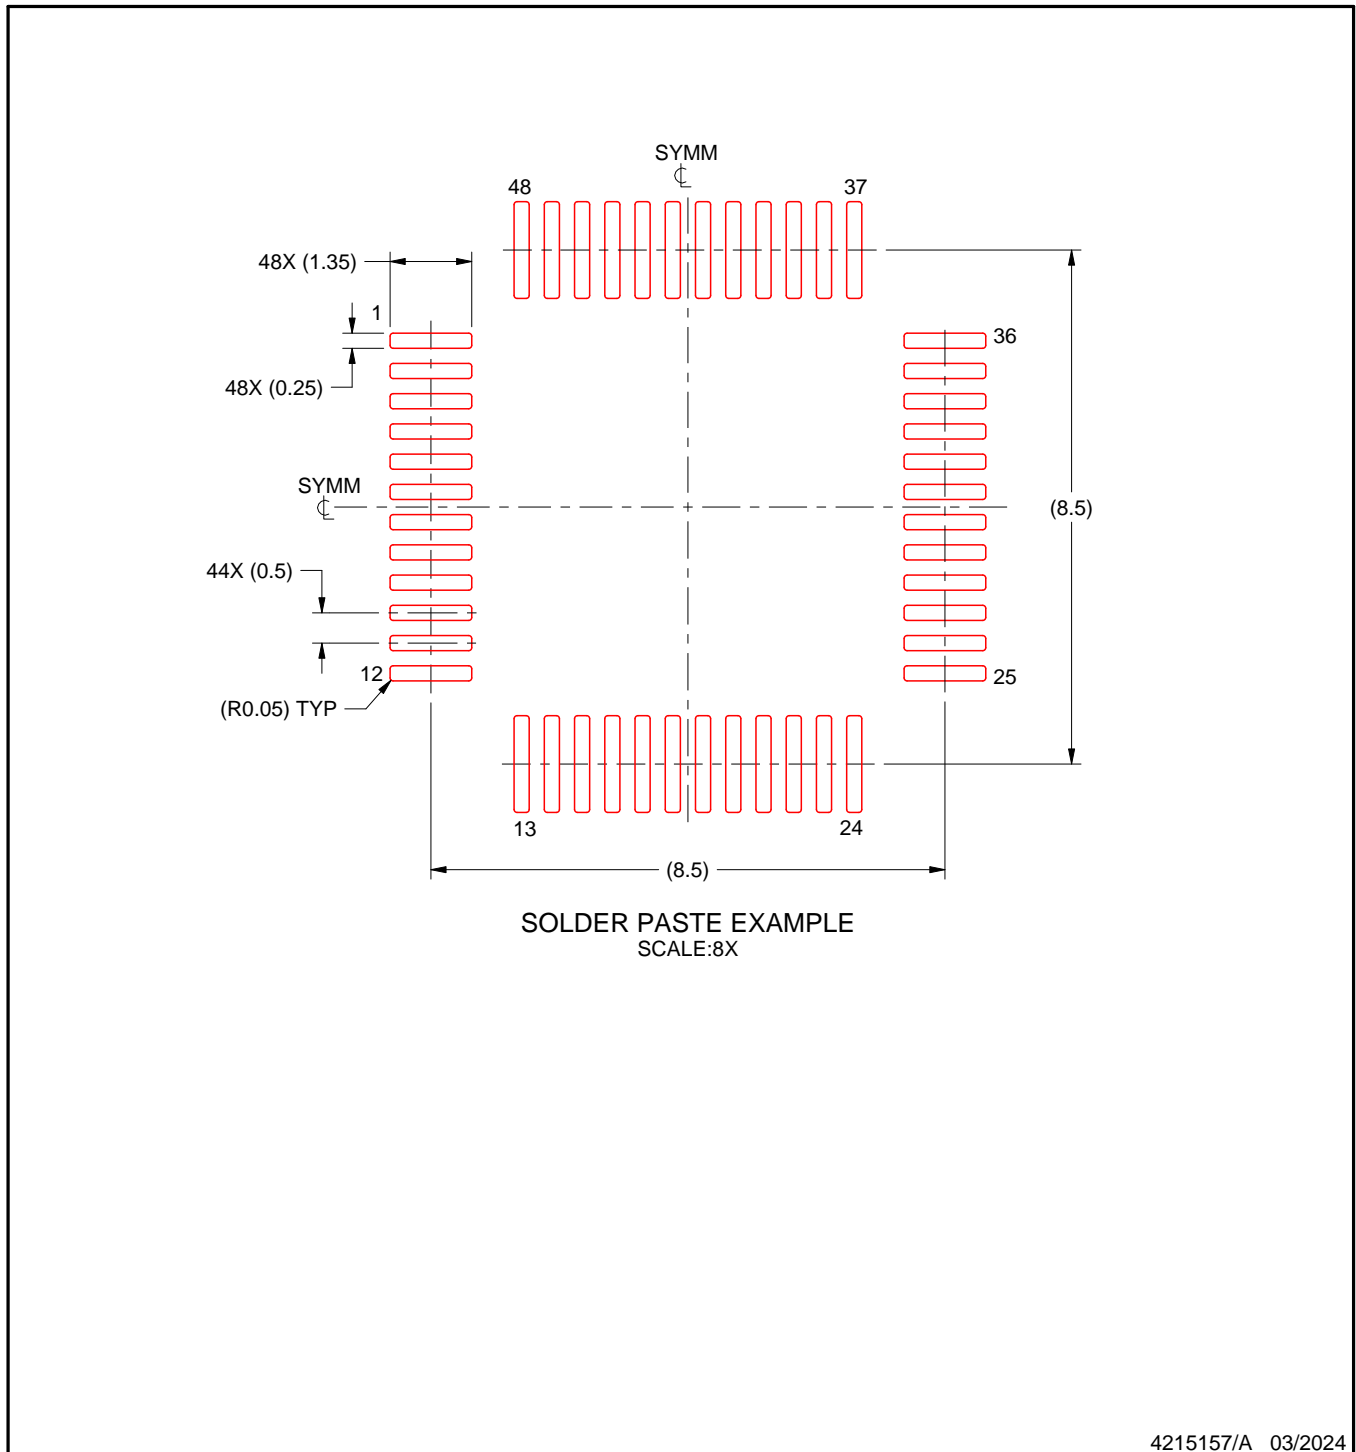 SYMM
48
37
48X (1.35)
1
36
48X (0.25)
SYMM
(8.5)
44X (0.5)
12
25
(R0.05) TYP
13
24
(8.5)
SOLDER PASTE EXAMPLE
SCALE:8X
4215157/A 03/2024